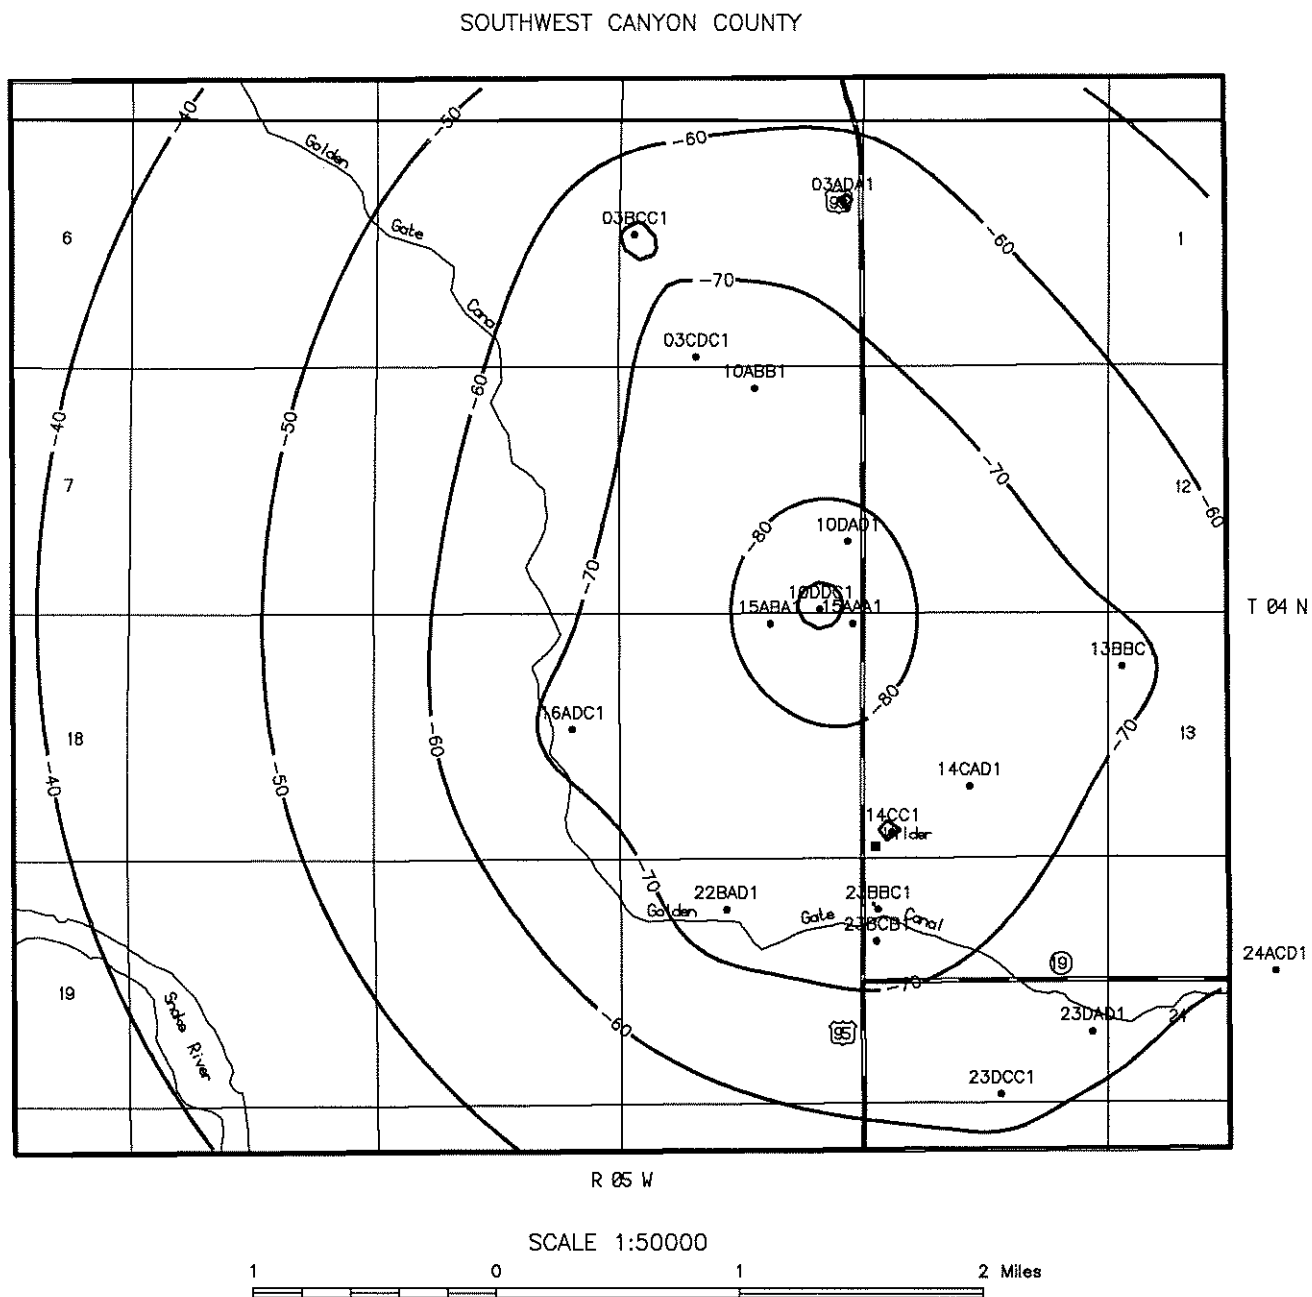 SOUTHWEST CANYON COUNTY
-40
-50
Golden
-60
03ADA1
95
03BCC1
6
Gate
-60
1
-70
Canal
03CDC1
10ABB1
-60
-40
-50
-70
7
12
-60
-80
10DAD1
-70
10DDC1
15ABA1
15AAA1
T 04 N
13BBC1
-80
16ADC1
18
-60
-70
13
-40
-50
14CAD1
14CC1
Wilder
-70
22BAD1
23BBC1
Golden
Gate
Canal
23BCB1
24ACD1
19
19
-70
Snake River
23DAD1
24
-60
95
23DCC1
R 05 W
SCALE 1:50000
1
0
1
2 Miles